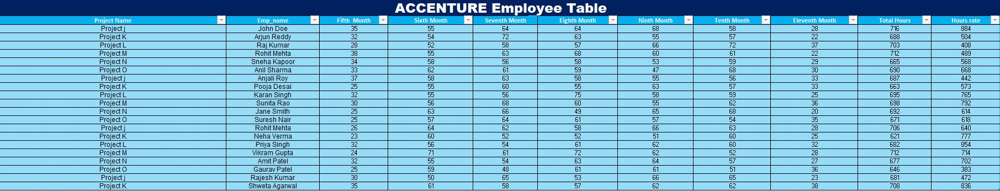 ACCENTURE Employee Table
Project Name Emp_name Fifth Month Sixth Month Seventh Month Eighth Month Ninth Month Tenth Month Eleventh Month Total Hours Hours rate
Project j John Doe 35 55 64 64 68 58 28 716 884
Project K Arjun Reddy 32 54 72 63 55 57 22 688 504
Project L Raj Kumar 28 52 58 57 66 72 37 703 408
Project M Rohit Mehta 38 55 63 68 60 61 22 712 489
Project N Sneha Kapoor 34 58 56 58 53 59 29 665 568
Project O Anil Sharma 33 62 61 59 47 68 30 690 668
Project j Anjali Roy 37 58 63 58 55 56 33 687 442
Project K Pooja Desai 25 55 60 55 63 57 33 663 573
Project L Karan Singh 32 55 56 75 58 59 25 695 765
Project M Sunita Rao 30 56 68 60 55 62 36 698 792
Project N Jane Smith 25 63 66 49 65 68 20 692 614
Project O Suresh Nair 25 57 64 61 57 54 35 671 618
Project j Rohit Mehta 26 64 62 58 66 63 28 706 640
Project K Neha Verma 23 60 52 52 51 60 25 621 777
Project L Priya Singh 32 56 54 61 62 60 32 682 854
Project M Vikram Gupta 24 71 61 72 62 52 28 712 714
Project N Amit Patel 32 55 54 63 64 57 27 677 702
Project O Gaurav Patel 25 59 48 61 61 51 36 646 383
Project j Rajesh Kumar 30 50 65 53 66 65 23 681 472
Project K Shweta Agarwal 35 61 58 57 62 62 38 708 836